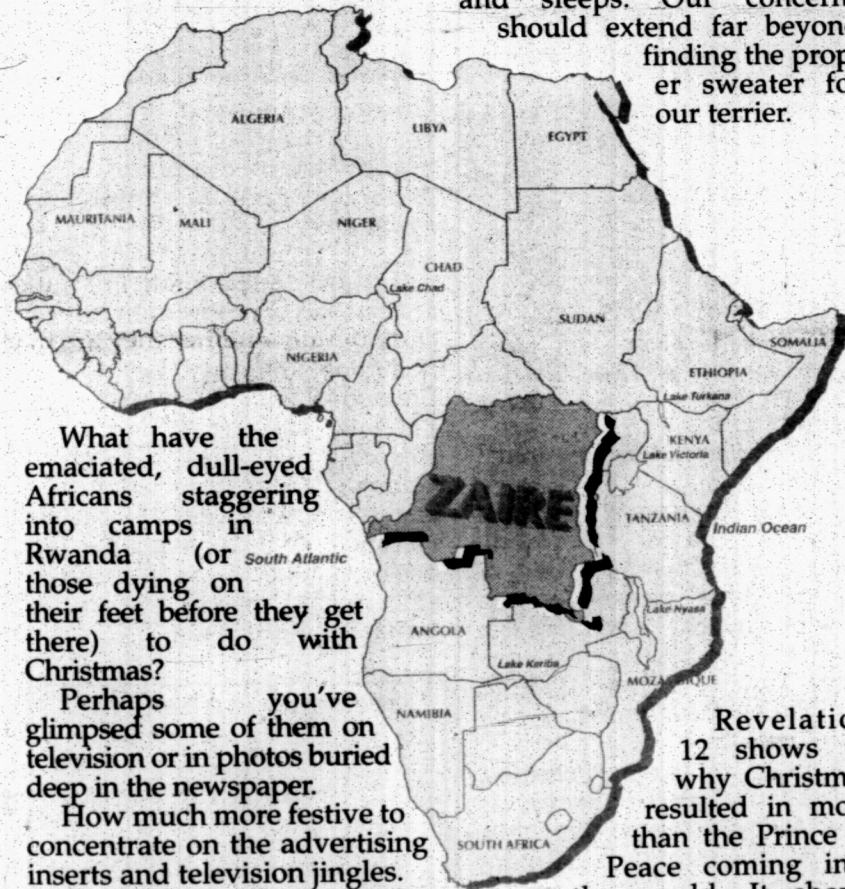 and sleeps. Our concern
should extend far beyon
finding the prop-
er sweater fo
our terrier.
ALGERIA
LIBYA
EGYPT
MAURITANIA
MALI
NIGER
CHAD
Lake Chad
SUDAN
NIGERIA
SOMALIA
ETHIOPIA
Lake Turkana
KENYA
Lake Victoria
ZAIRE
TANZANIA
Indian Ocean
South Atlantic
Lake Nyasa
ANGOLA
Lake Kariba
MOZAMBIQUE
NAMIBIA
SOUTH AFRICA
What have the
emaciated, dull-eyed
Africans staggering
into camps in
Rwanda (or
those dying on
their feet before they get
there) to do with
Christmas?
Perhaps you've
glimpsed some of them on
television or in photos buried
deep in the newspaper.
How much more festive to
concentrate on the advertising
inserts and television jingles.
Revelatio
12 shows
why Christm
resulted in mo
than the Prince
Peace coming in